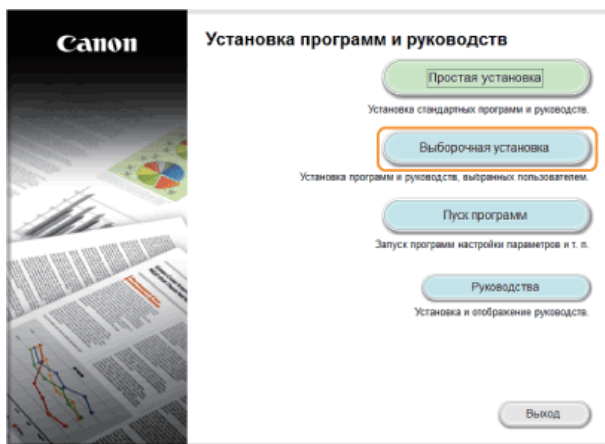 Canon
Установка программ и руководств
Простая установка
Установка стандартных программ и руководств.
Выборочная установка
Установка программ и руководств, выбранных пользователем.
Пуск программ
Запуск программ настройки параметров и т. п.
Руководства
Установка и отображение руководств.
Выход